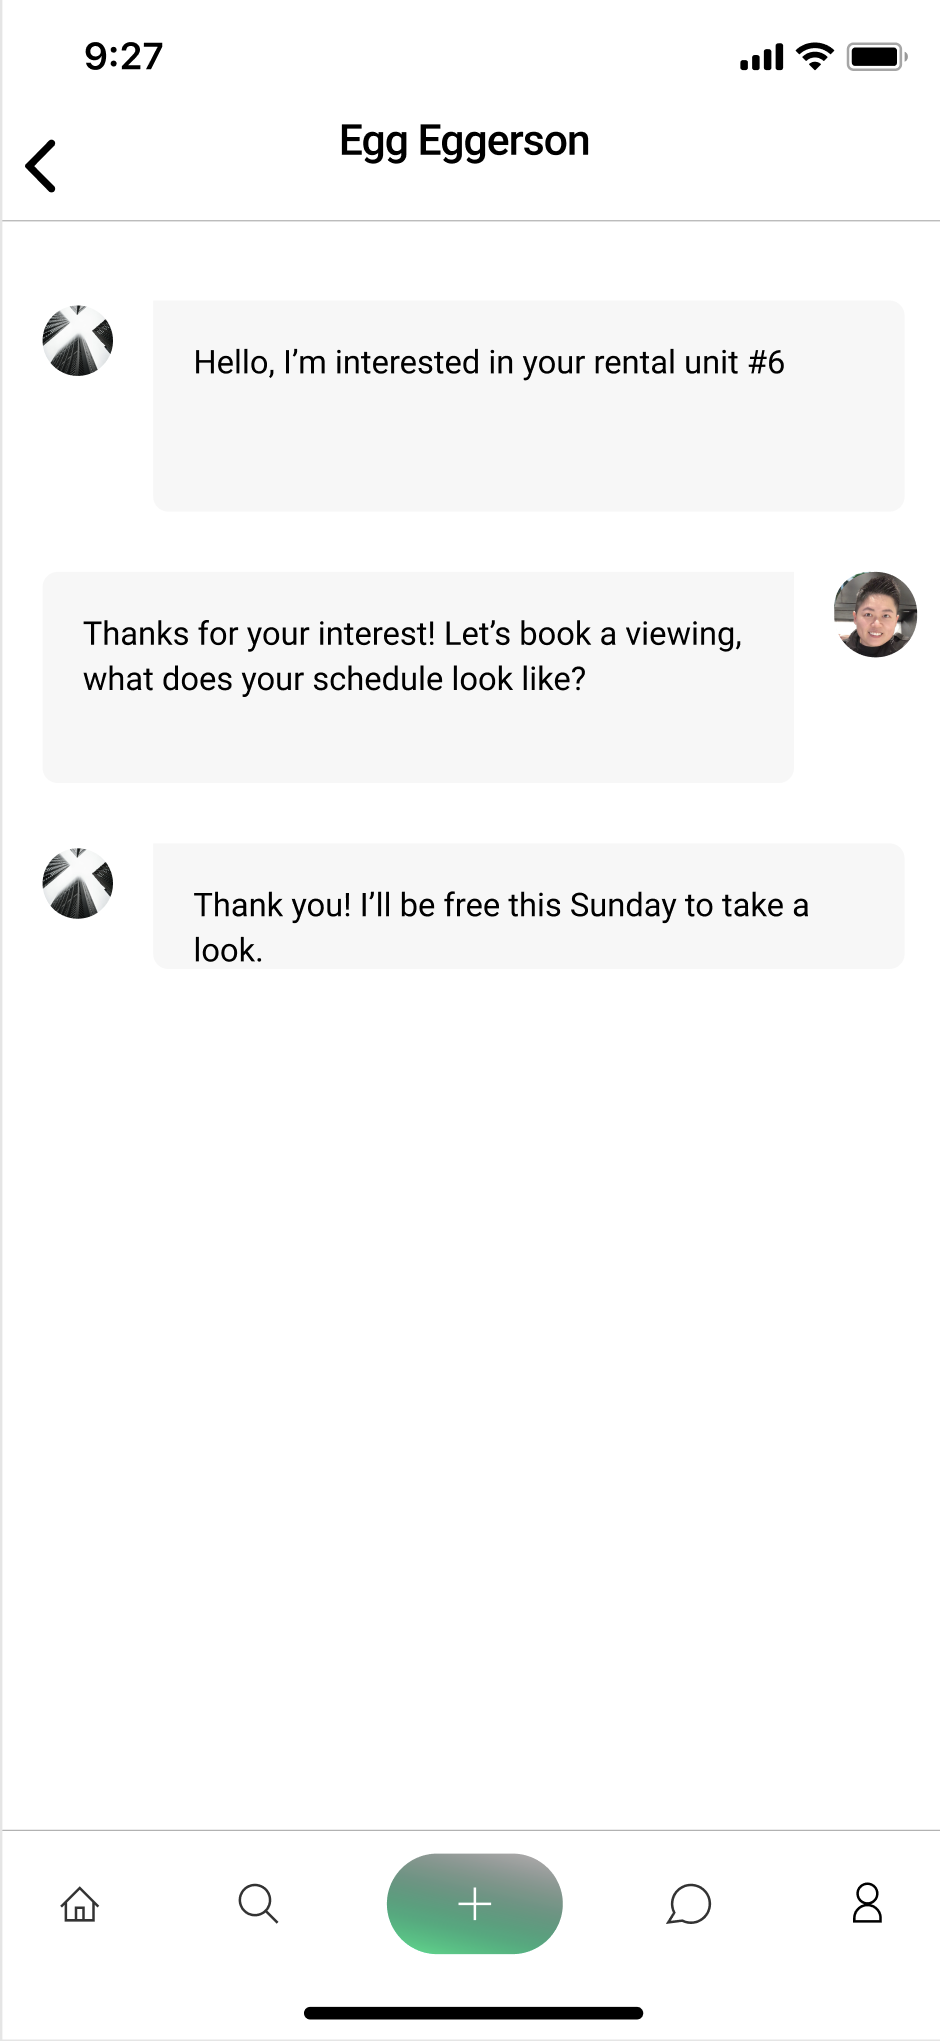 9:27
Egg Eggerson
Hello, I’m interested in your rental unit #6
Thanks for your interest! Let’s book a viewing,
what does your schedule look like?
Thank you! I’ll be free this Sunday to take a
look.